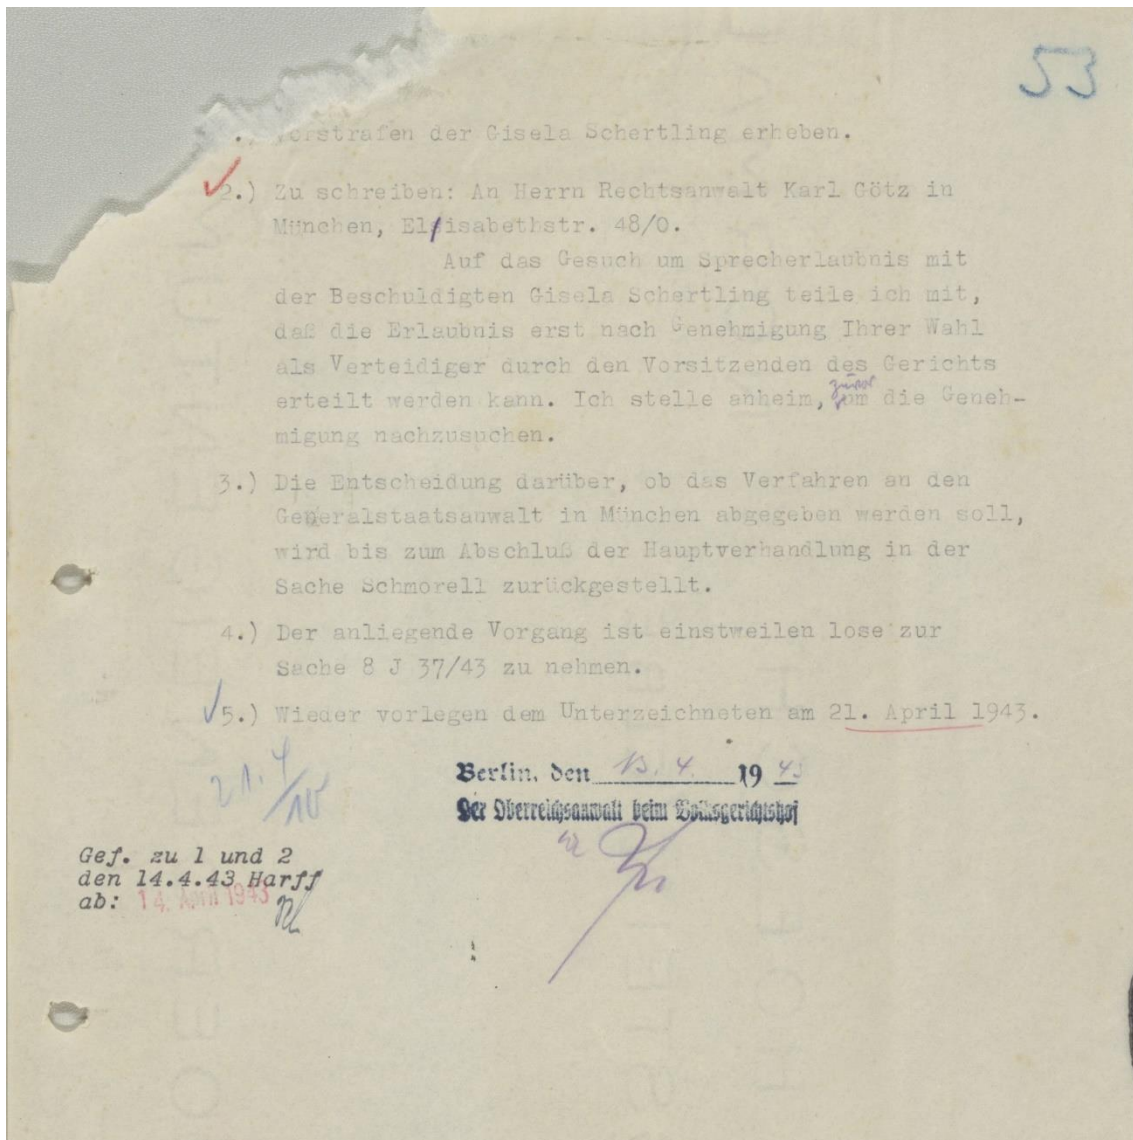 53
Vorstrafen der Gisela Schertling erheben.
2.) Zu schreiben: An Herrn Rechtsanwalt Karl Götz in
München, Elisabethstr. 48/0.
Auf das Gesuch um Sprecherlaubnis mit
der Beschuldigten Gisela Schertling teile ich mit,
daß die Erlaubnis erst nach Genehmigung Ihrer Wahl
als Verteidiger durch den Vorsitzenden des Gerichts
erteilt werden kann. Ich stelle anheim, zuvor die Geneh-
migung nachzusuchen.
3.) Die Entscheidung darüber, ob das Verfahren an den
Generalstaatsanwalt in München abgegeben werden soll,
wird bis zum Abschluß der Hauptverhandlung in der
Sache Schmorell zurückgestellt.
4.) Der anliegende Vorgang ist einstweilen lose zur
Sache 8 J 37/43 zu nehmen.
5.) Wieder vorlegen dem Unterzeichneten am 21. April 1943.
21.4
Berlin, den 13. 4. 19 43
Der Oberreichsanwalt beim Volksgerichtshof
Gef. zu 1 und 2
den 14.4.43 Harff
ab: 14. April 1943